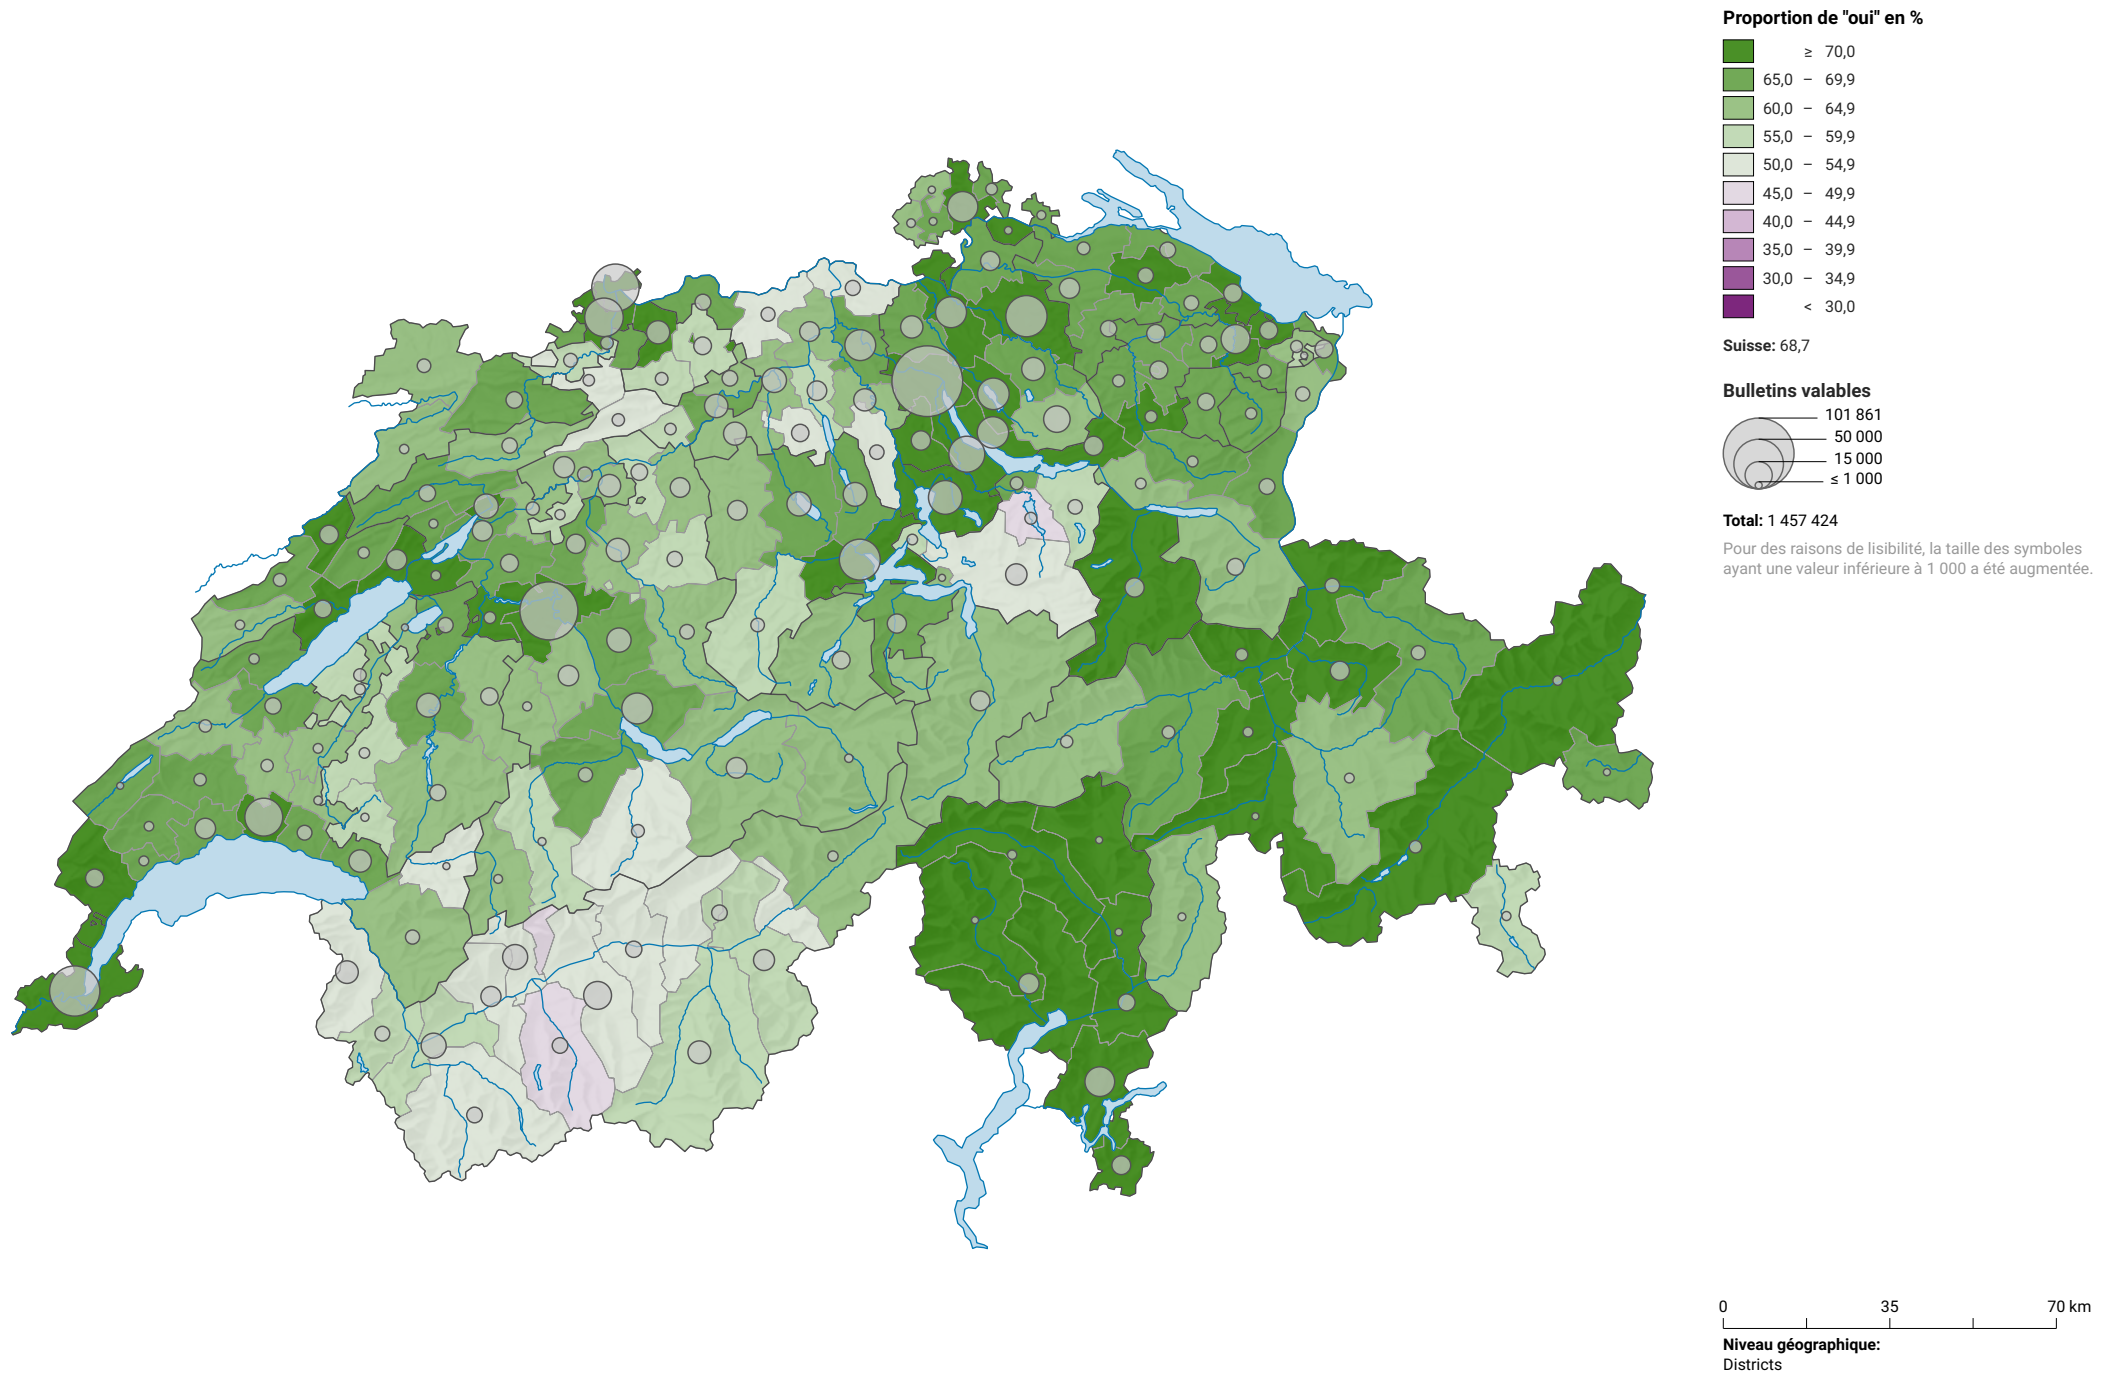 Proportion de "oui" en %
≥ 70,0
65,0 – 69,9
60,0 – 64,9
55,0 – 59,9
50,0 – 54,9
45,0 – 49,9
40,0 – 44,9
35,0 – 39,9
30,0 – 34,9
< 30,0
Suisse: 68,7
Bulletins valables
101 861
50 000
15 000
≤ 1 000
Total: 1 457 424
Pour des raisons de lisibilité, la taille des symboles
ayant une valeur inférieure à 1 000 a été augmentée.
0 35 70 km
Niveau géographique:
Districts